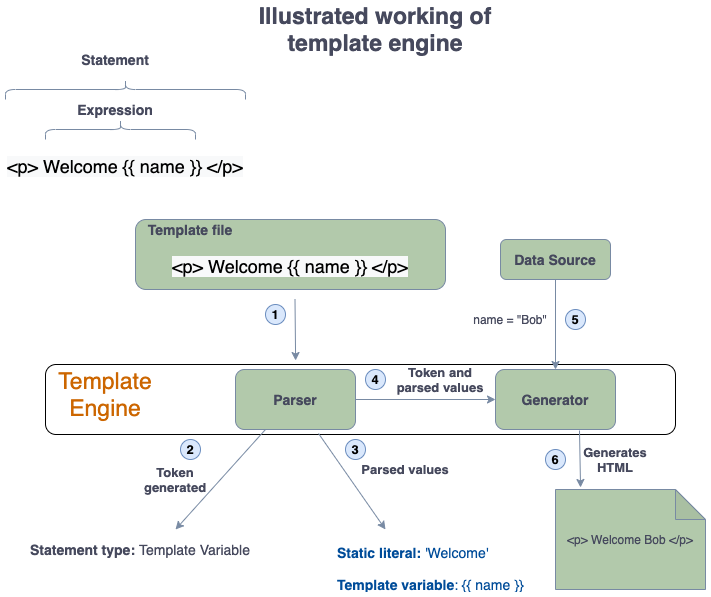 Illustrated working of
template engine
Statement
Expression
<p> Welcome {{ name }} </p>
Template file
<p> Welcome {{ name }} </p>
Data Source
1
name = "Bob"
5
Template
Engine
Parser
4
Token and
parsed values
Generator
2
Token
generated
3
Parsed values
6
Generates
HTML
Statement type: Template Variable
Static literal: 'Welcome'
Template variable: {{ name }}
<p> Welcome Bob </p>